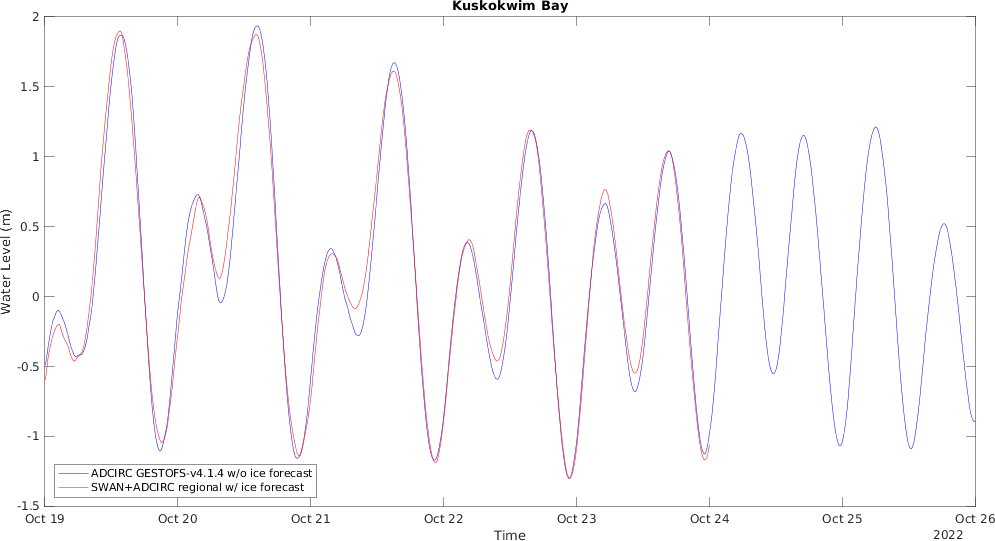 Kuskokwim Bay
2
1.5
1
0.5
0
-0.5
-1
-1.5
Water Level (m)
ADCIRC GESTOFS-v4.1.4 w/o ice forecast
SWAN+ADCIRC regional w/ ice forecast
Oct 19 Oct 20 Oct 21 Oct 22 Oct 23 Oct 24 Oct 25 Oct 26
Time
2022